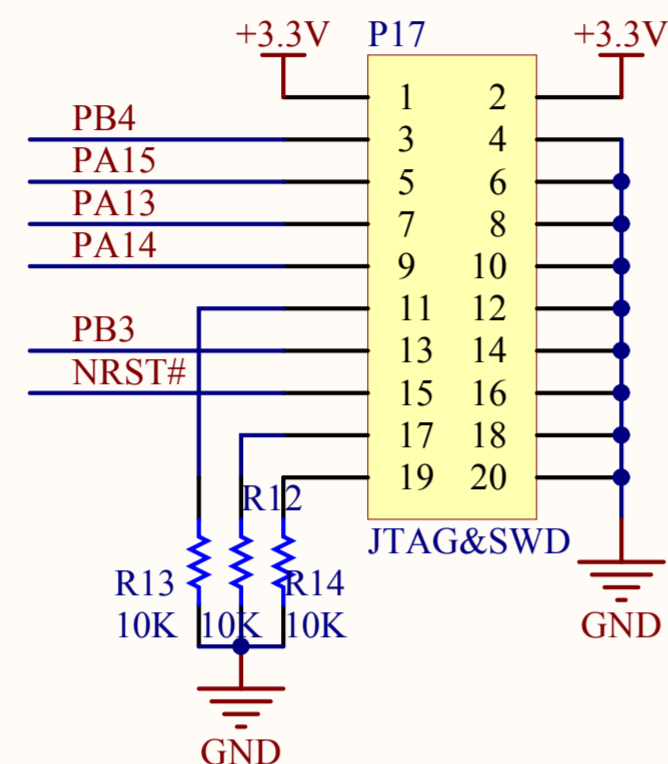 +3.3V P17 +3.3V
1 2
PB4 3 4
PA15 5 6
PA13 7 8
PA14 9 10
11 12
PB3 13 14
NRST# 15 16
17 18
19 20
R12
JTAG&SWD
R13 R14
10K 10K 10K
GND
GND